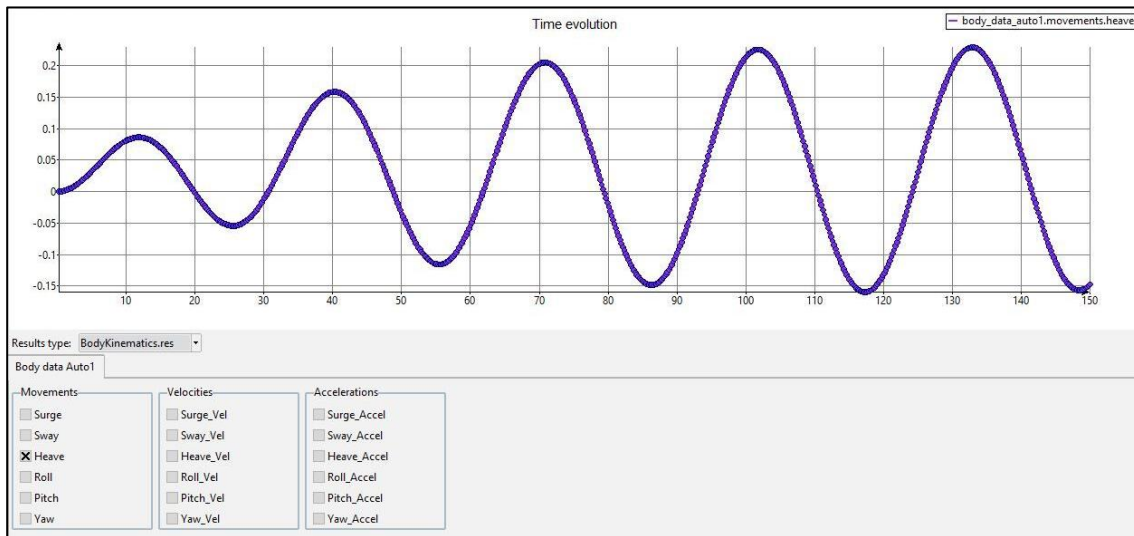 Time evolution
body_data_auto1.movements.heave
0.2
0.15
0.1
0.05
0
-0.05
-0.1
-0.15
10 20 30 40 50 60 70 80 90 100 110 120 130 140 150
Results type: BodyKinematics.res
Body data Auto1
Movements Velocities Accelerations
Surge Surge_Vel Surge_Accel
Sway Sway_Vel Sway_Accel
Heave Heave_Vel Heave_Accel
Roll Roll_Vel Roll_Accel
Pitch Pitch_Vel Pitch_Accel
Yaw Yaw_Vel Yaw_Accel